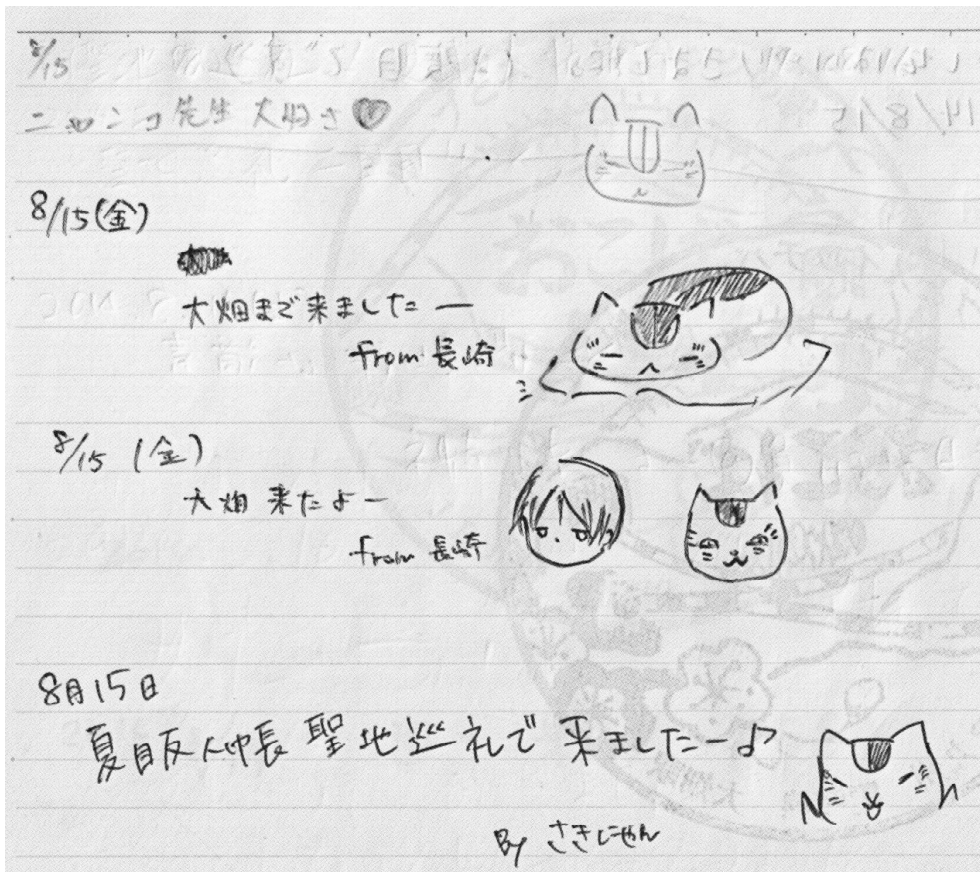 8/15
ニャンコ先生 大好き♥
8/15(金)
大畑まで来ましたー
from 長崎
8/15 (金)
大畑 来たよー
from 長崎
8月15日
夏目友人帳 聖地巡礼で 来ましたー♪
By さきにゃん